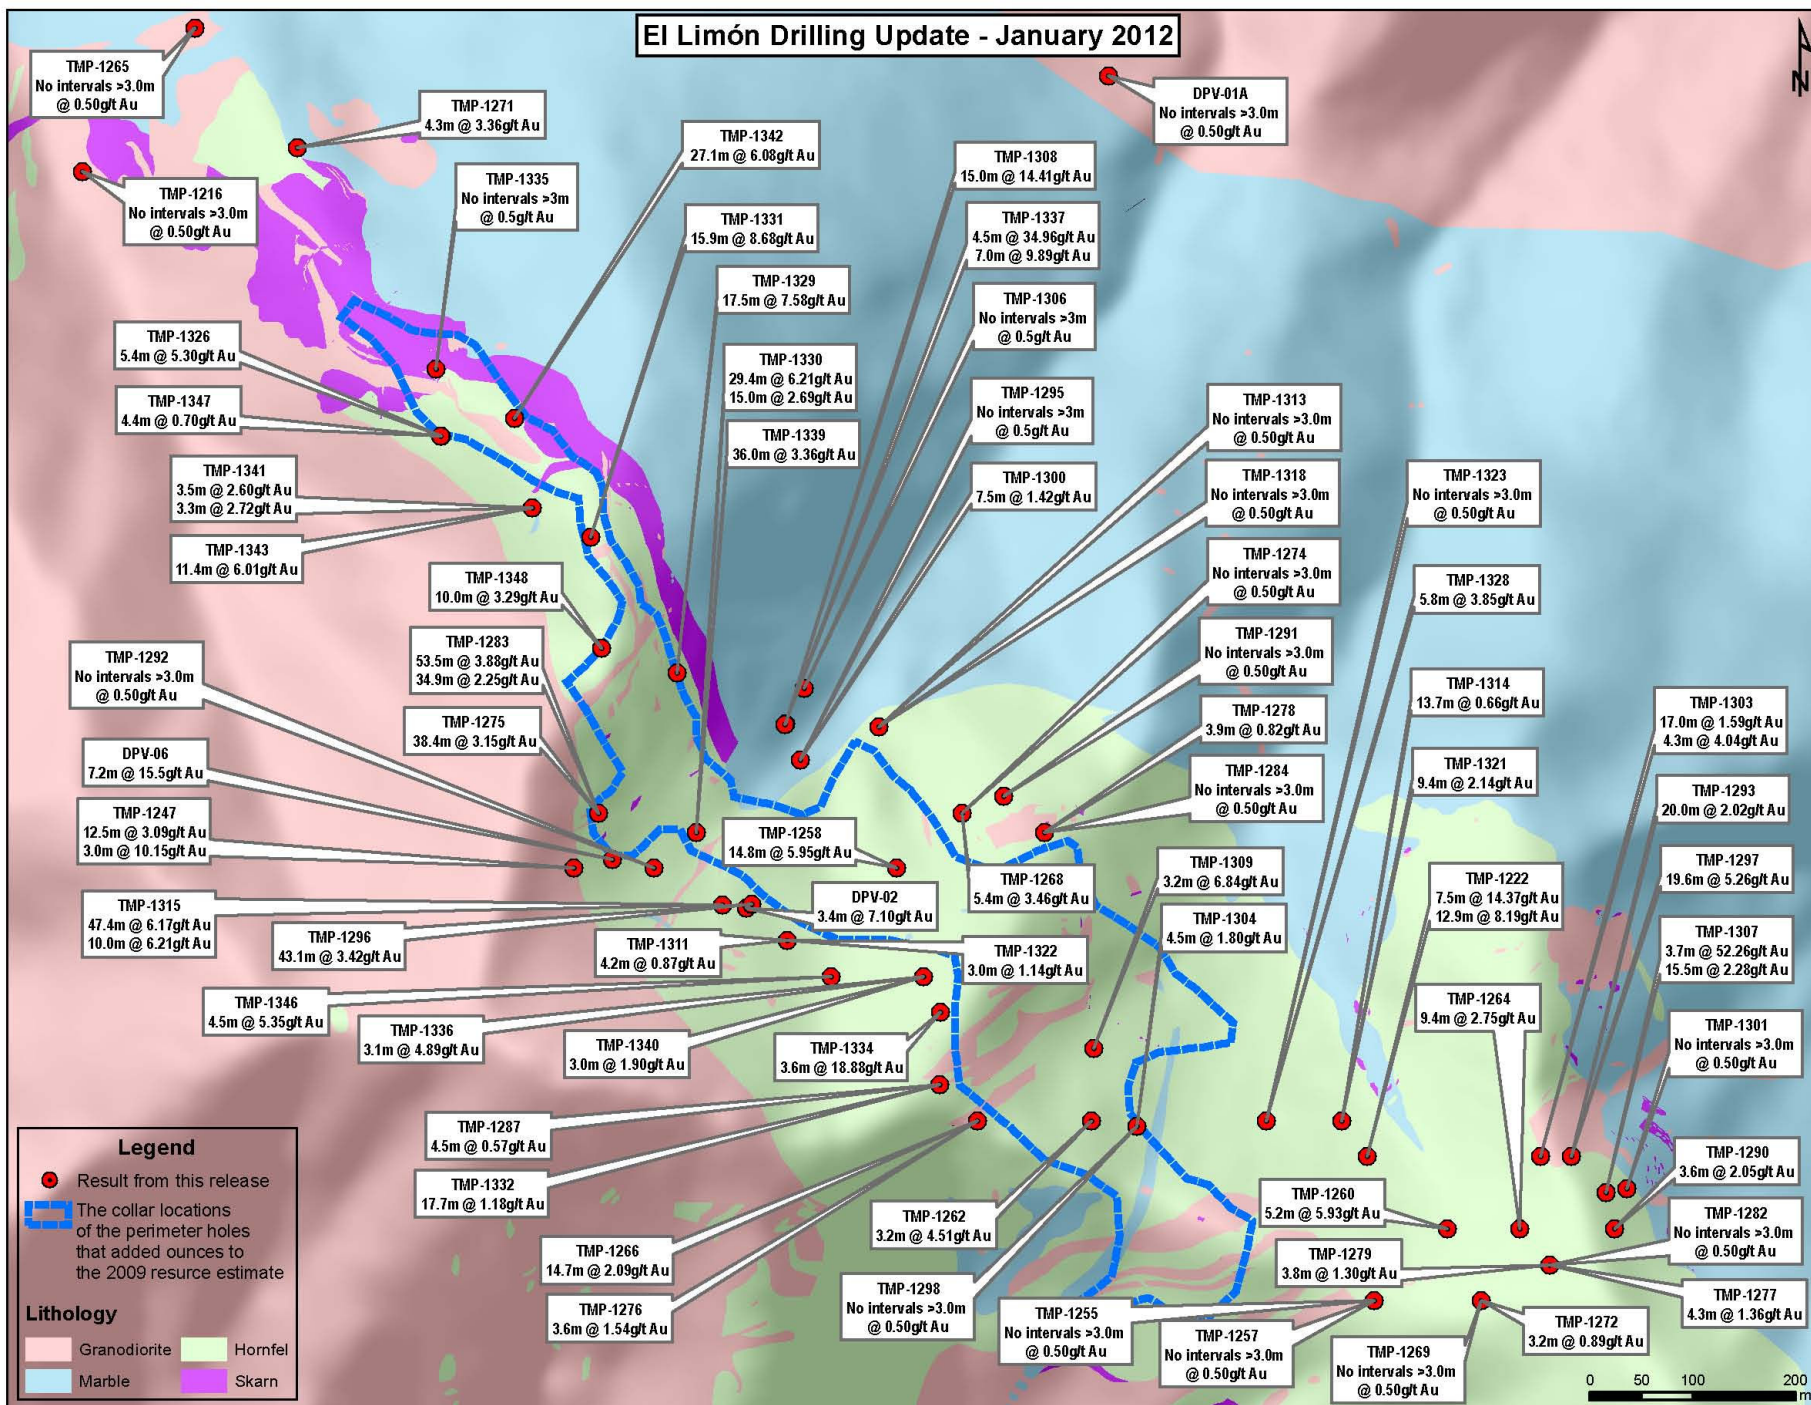 El Limón Drilling Update - January 2012
N
TMP-1265
No intervals >3.0m
@ 0.50g/t Au
TMP-1271
4.3m @ 3.36g/t Au
TMP-1216
No intervals >3.0m
@ 0.50g/t Au
TMP-1335
No intervals >3m
@ 0.5g/t Au
TMP-1342
27.1m @ 6.08g/t Au
TMP-1331
15.9m @ 8.68g/t Au
TMP-1329
17.5m @ 7.58g/t Au
TMP-1330
29.4m @ 6.21g/t Au
15.0m @ 2.69g/t Au
TMP-1339
36.0m @ 3.36g/t Au
DPV-01A
No intervals >3.0m
@ 0.50g/t Au
TMP-1308
15.0m @ 14.41g/t Au
TMP-1337
4.5m @ 34.96g/t Au
7.0m @ 9.89g/t Au
TMP-1306
No intervals >3m
@ 0.5g/t Au
TMP-1295
No intervals >3m
@ 0.5g/t Au
TMP-1300
7.5m @ 1.42g/t Au
TMP-1313
No intervals >3.0m
@ 0.50g/t Au
TMP-1318
No intervals >3.0m
@ 0.50g/t Au
TMP-1274
No intervals >3.0m
@ 0.50g/t Au
TMP-1291
No intervals >3.0m
@ 0.50g/t Au
TMP-1278
3.9m @ 0.82g/t Au
TMP-1284
No intervals >3.0m
@ 0.50g/t Au
TMP-1323
No intervals >3.0m
@ 0.50g/t Au
TMP-1328
5.8m @ 3.85g/t Au
TMP-1314
13.7m @ 0.66g/t Au
TMP-1321
9.4m @ 2.14g/t Au
TMP-1303
17.0m @ 1.59g/t Au
4.3m @ 4.04g/t Au
TMP-1293
20.0m @ 2.02g/t Au
TMP-1297
19.6m @ 5.26g/t Au
TMP-1222
7.5m @ 14.37g/t Au
12.9m @ 8.19g/t Au
TMP-1307
3.7m @ 52.26g/t Au
15.5m @ 2.28g/t Au
TMP-1264
9.4m @ 2.75g/t Au
TMP-1301
No intervals >3.0m
@ 0.50g/t Au
TMP-1290
3.6m @ 2.05g/t Au
TMP-1282
No intervals >3.0m
@ 0.50g/t Au
TMP-1277
4.3m @ 1.36g/t Au
TMP-1260
5.2m @ 5.93g/t Au
TMP-1279
3.8m @ 1.30g/t Au
TMP-1272
3.2m @ 0.89g/t Au
TMP-1269
No intervals >3.0m
@ 0.50g/t Au
TMP-1257
No intervals >3.0m
@ 0.50g/t Au
TMP-1255
No intervals >3.0m
@ 0.50g/t Au
TMP-1326
5.4m @ 5.30g/t Au
TMP-1347
4.4m @ 0.70g/t Au
TMP-1341
3.5m @ 2.60g/t Au
3.3m @ 2.72g/t Au
TMP-1343
11.4m @ 6.01g/t Au
TMP-1348
10.0m @ 3.29g/t Au
TMP-1283
53.5m @ 3.88g/t Au
34.9m @ 2.25g/t Au
TMP-1275
38.4m @ 3.15g/t Au
TMP-1292
No intervals >3.0m
@ 0.50g/t Au
DPV-06
7.2m @ 15.5g/t Au
TMP-1247
12.5m @ 3.09g/t Au
3.0m @ 10.15g/t Au
TMP-1315
47.4m @ 6.17g/t Au
10.0m @ 6.21g/t Au
TMP-1296
43.1m @ 3.42g/t Au
TMP-1258
14.8m @ 5.95g/t Au
DPV-02
3.4m @ 7.10g/t Au
TMP-1268
5.4m @ 3.46g/t Au
TMP-1309
3.2m @ 6.84g/t Au
TMP-1304
4.5m @ 1.80g/t Au
TMP-1311
4.2m @ 0.87g/t Au
TMP-1322
3.0m @ 1.14g/t Au
TMP-1346
4.5m @ 5.35g/t Au
TMP-1336
3.1m @ 4.89g/t Au
TMP-1340
3.0m @ 1.90g/t Au
TMP-1334
3.6m @ 18.88g/t Au
TMP-1287
4.5m @ 0.57g/t Au
TMP-1332
17.7m @ 1.18g/t Au
TMP-1266
14.7m @ 2.09g/t Au
TMP-1276
3.6m @ 1.54g/t Au
TMP-1262
3.2m @ 4.51g/t Au
TMP-1298
No intervals >3.0m
@ 0.50g/t Au
Legend
Result from this release
The collar locations
of the perimeter holes
that added ounces to
the 2009 resurce estimate
Lithology
Granodiorite
Hornfel
Marble
Skarn
0 50 100 200
m